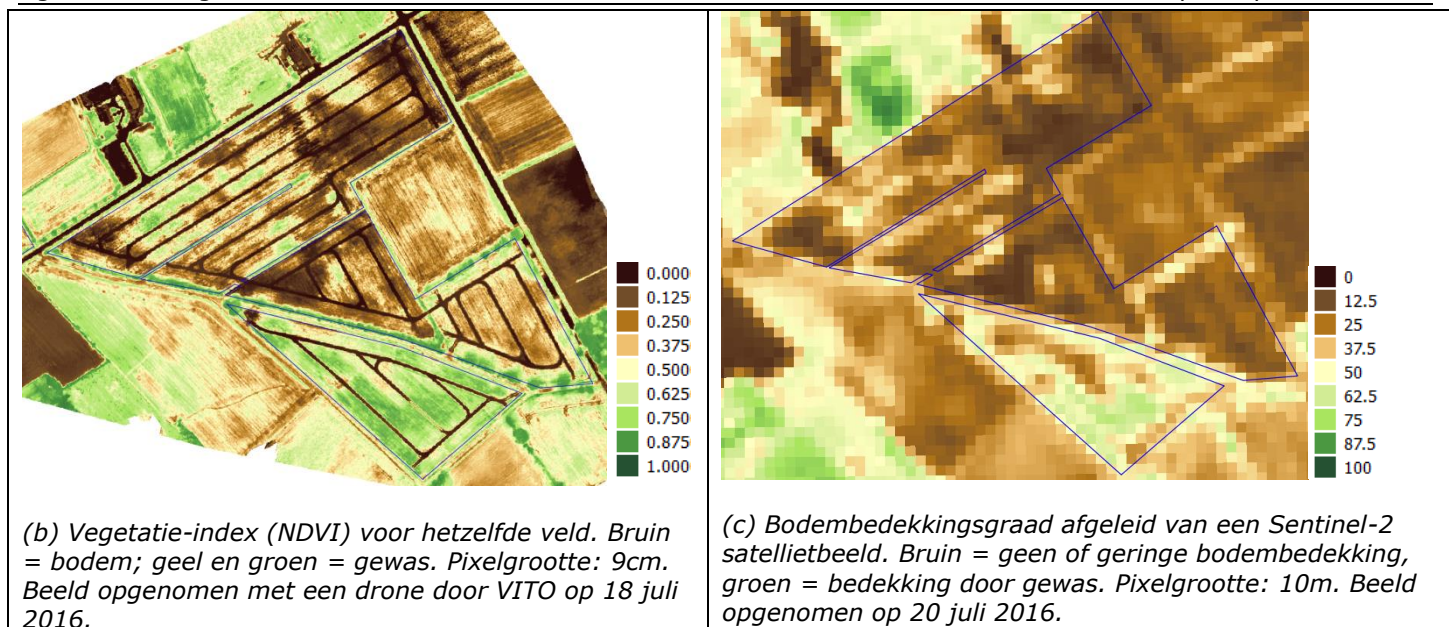 0.000
0.125
0.250
0.375
0.500
0.625
0.750
0.875
1.000
(b) Vegetatie-index (NDVI) voor hetzelfde veld. Bruin
= bodem; geel en groen = gewas. Pixelgrootte: 9cm.
Beeld opgenomen met een drone door VITO op 18 juli
2016.
0
12.5
25
37.5
50
62.5
75
87.5
100
(c) Bodembedekkingsgraad afgeleid van een Sentinel-2
satellietbeeld. Bruin = geen of geringe bodembedekking,
groen = bedekking door gewas. Pixelgrootte: 10m. Beeld
opgenomen op 20 juli 2016.